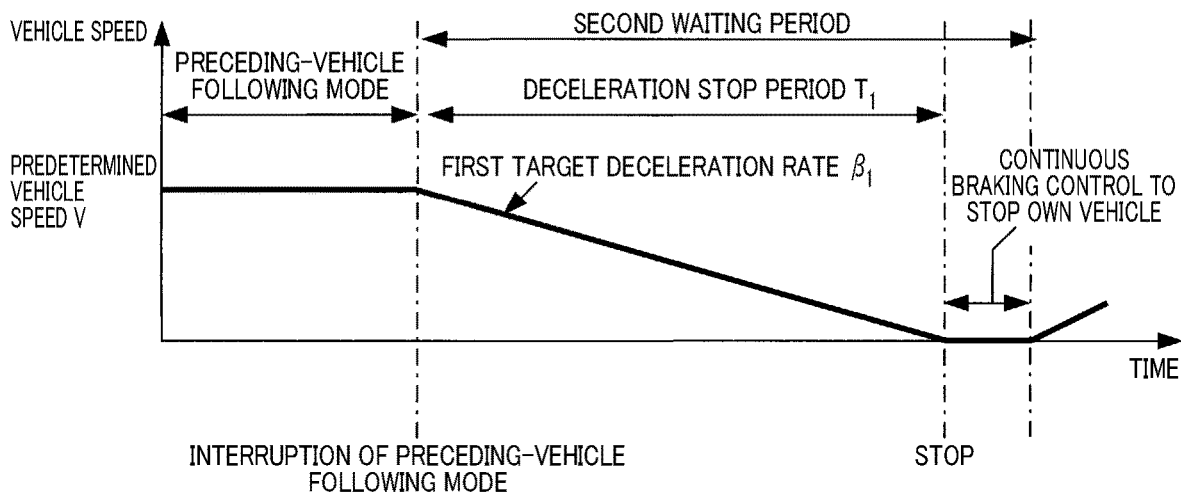 VEHICLE SPEED
SECOND WAITING PERIOD
PRECEDING-VEHICLE
FOLLOWING MODE
DECELERATION STOP PERIOD T₁
PREDETERMINED
VEHICLE
SPEED V
FIRST TARGET DECELERATION RATE β₁
CONTINUOUS
BRAKING CONTROL TO
STOP OWN VEHICLE
TIME
INTERRUPTION OF PRECEDING-VEHICLE
FOLLOWING MODE
STOP